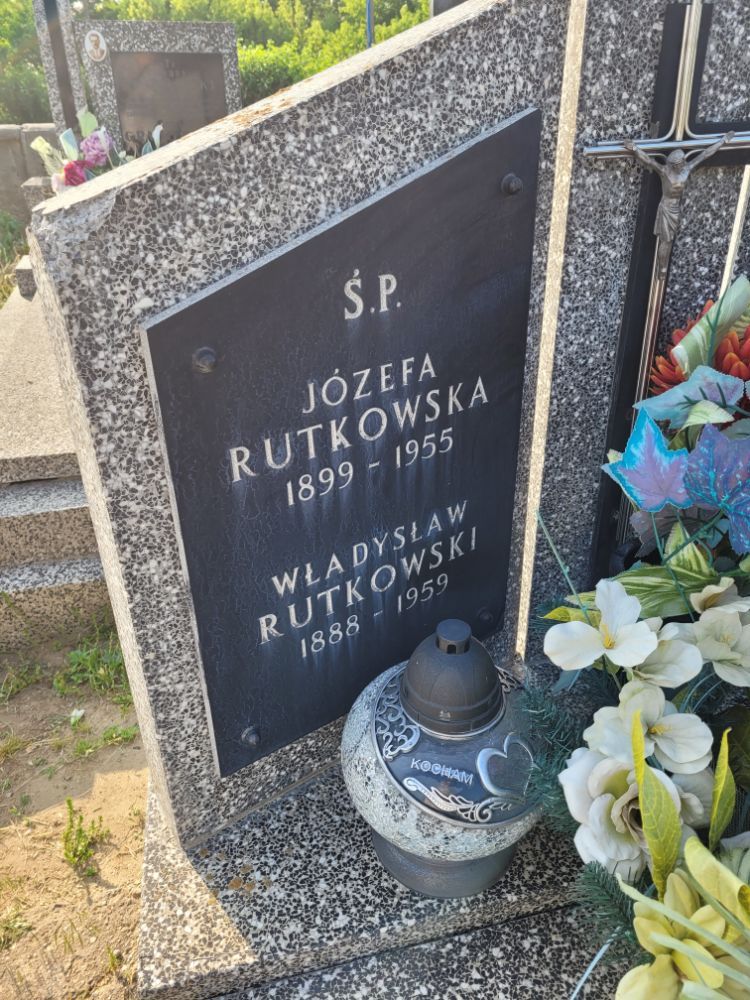 Ś.P.
JÓZEFA
RUTKOWSKA
1899 - 1955
WŁADYSŁAW
RUTKOWSKI
1888 - 1959
KOCHAM